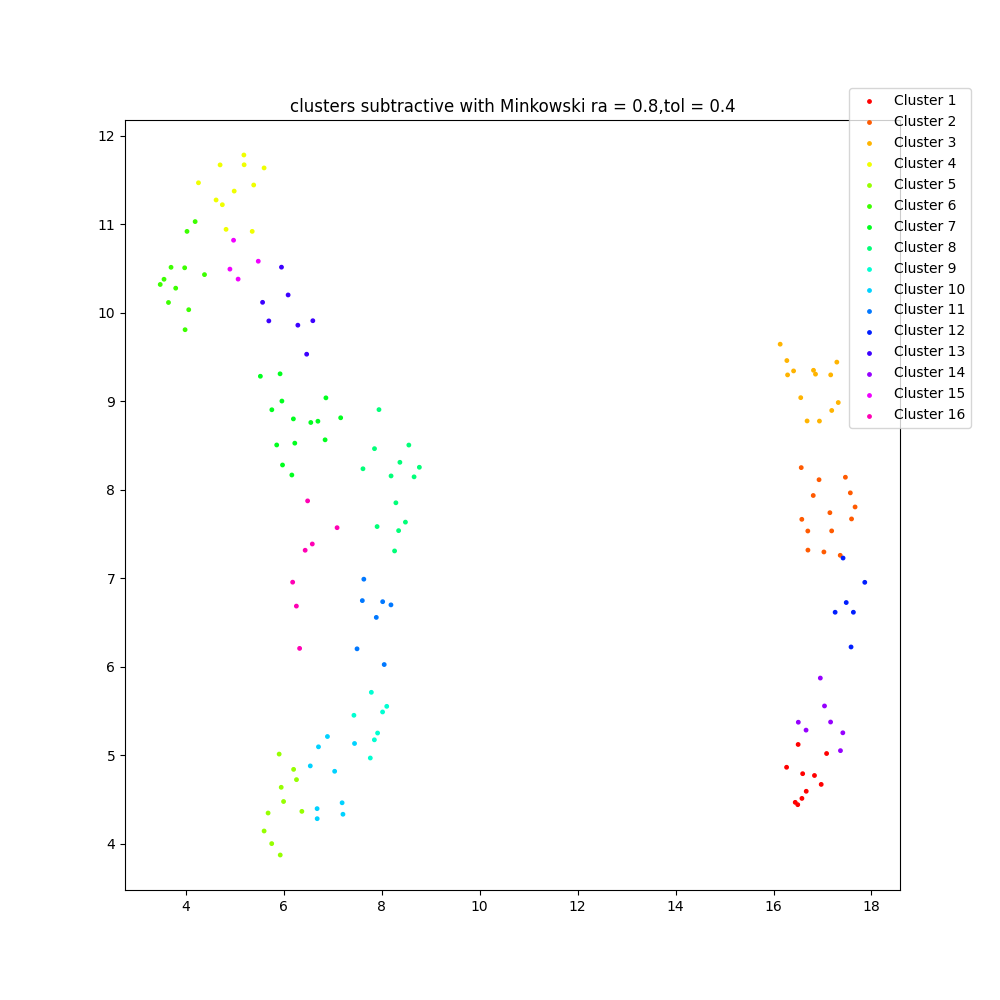 clusters subtractive with Minkowski ra = 0.8,tol = 0.4
Cluster 1
Cluster 2
Cluster 3
Cluster 4
Cluster 5
Cluster 6
Cluster 7
Cluster 8
Cluster 9
Cluster 10
Cluster 11
Cluster 12
Cluster 13
Cluster 14
Cluster 15
Cluster 16
12
11
10
9
8
7
6
5
4
4 6 8 10 12 14 16 18